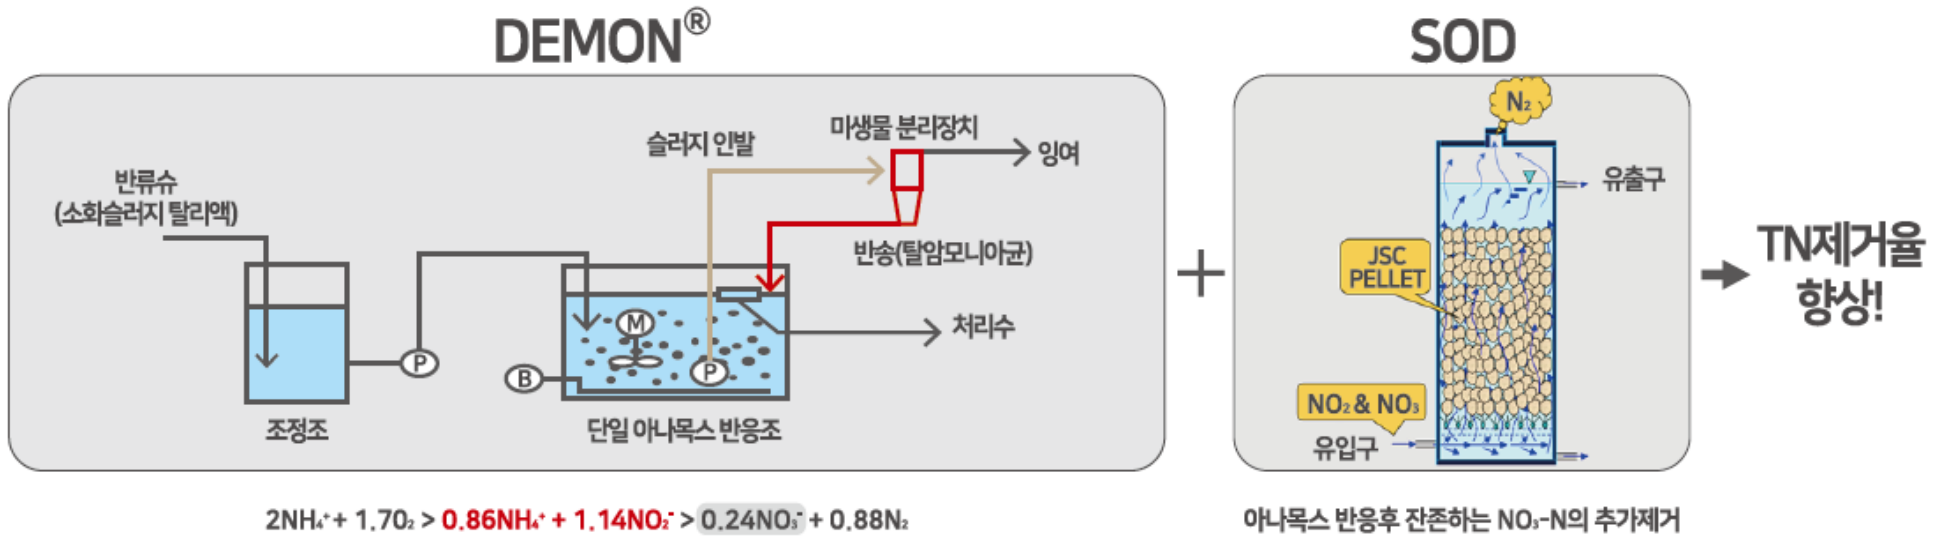 DEMON®
SOD
반류슈
(소화슬러지 탈리액)
슬러지 인발
미생물 분리장치
잉여
반송(탈암모니아균)
처리수
M
P
P
B
조정조
단일 아나목스 반응조
2NH₄⁺+ 1.70₂ > 0.86NH₄⁺ + 1.14NO₂⁻ > 0.24NO₃⁻ + 0.88N₂
+
N₂
유출구
JSC
PELLET
NO₂ & NO₃
유입구
아나목스 반응후 잔존하는 NO₃-N의 추가제거
TN제거율
향상!